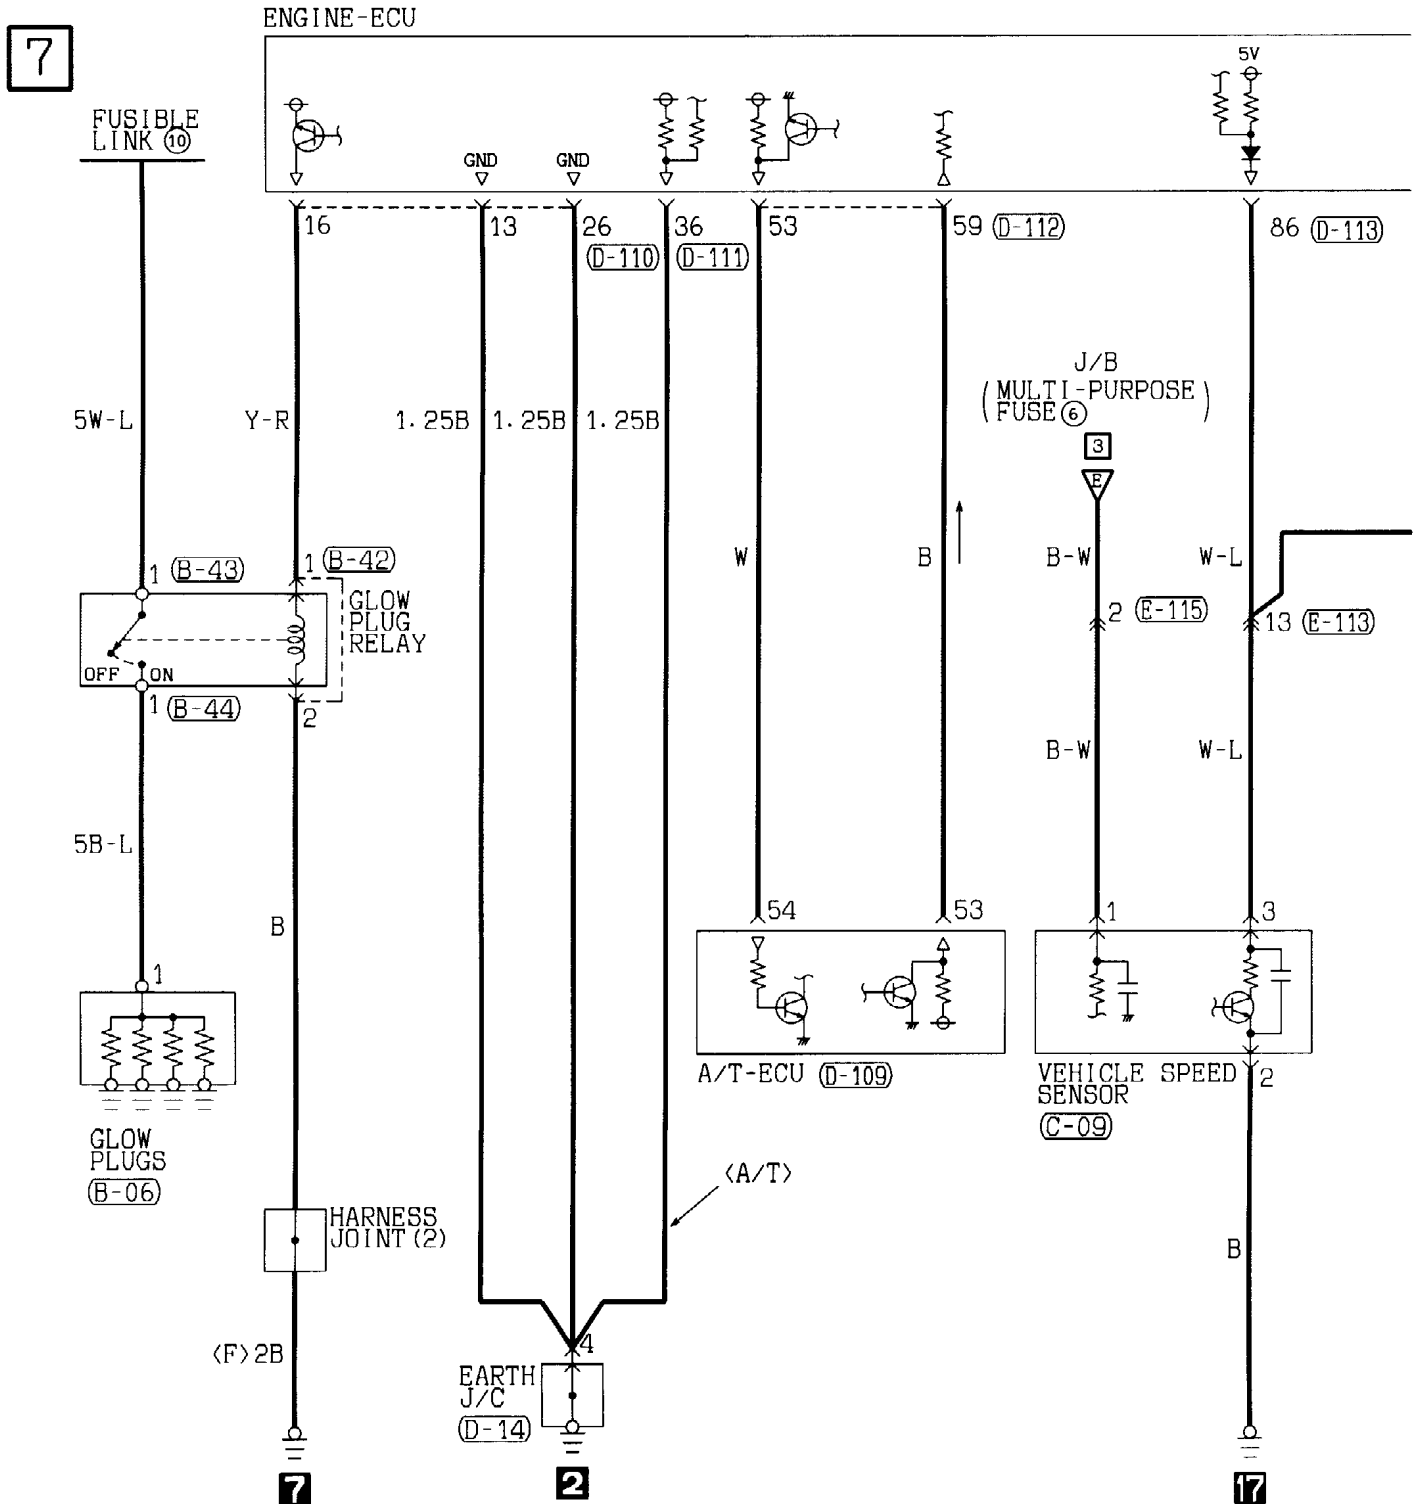 ENGINE-ECU
7
5V
FUSIBLE
LINK ⑩
GND
GND
16
13
26
36
53
59 (D-112)
86 (D-113)
(D-110)
(D-111)
J/B
(MULTI-PURPOSE
FUSE⑥)
5W-L
Y-R
1.25B
1.25B
1.25B
3
E
W
B
B-W
W-L
1 (B-43)
1 (B-42)
GLOW
PLUG
RELAY
2 (E-115)
13 (E-113)
OFF
ON
1 (B-44)
2
B-W
W-L
5B-L
B
54
53
1
3
1
A/T-ECU (D-109)
VEHICLE SPEED
SENSOR
(C-09)
2
GLOW
PLUGS
(B-06)
<A/T>
HARNESS
JOINT(2)
B
<F>2B
4
EARTH
J/C
(D-14)
7
2
17